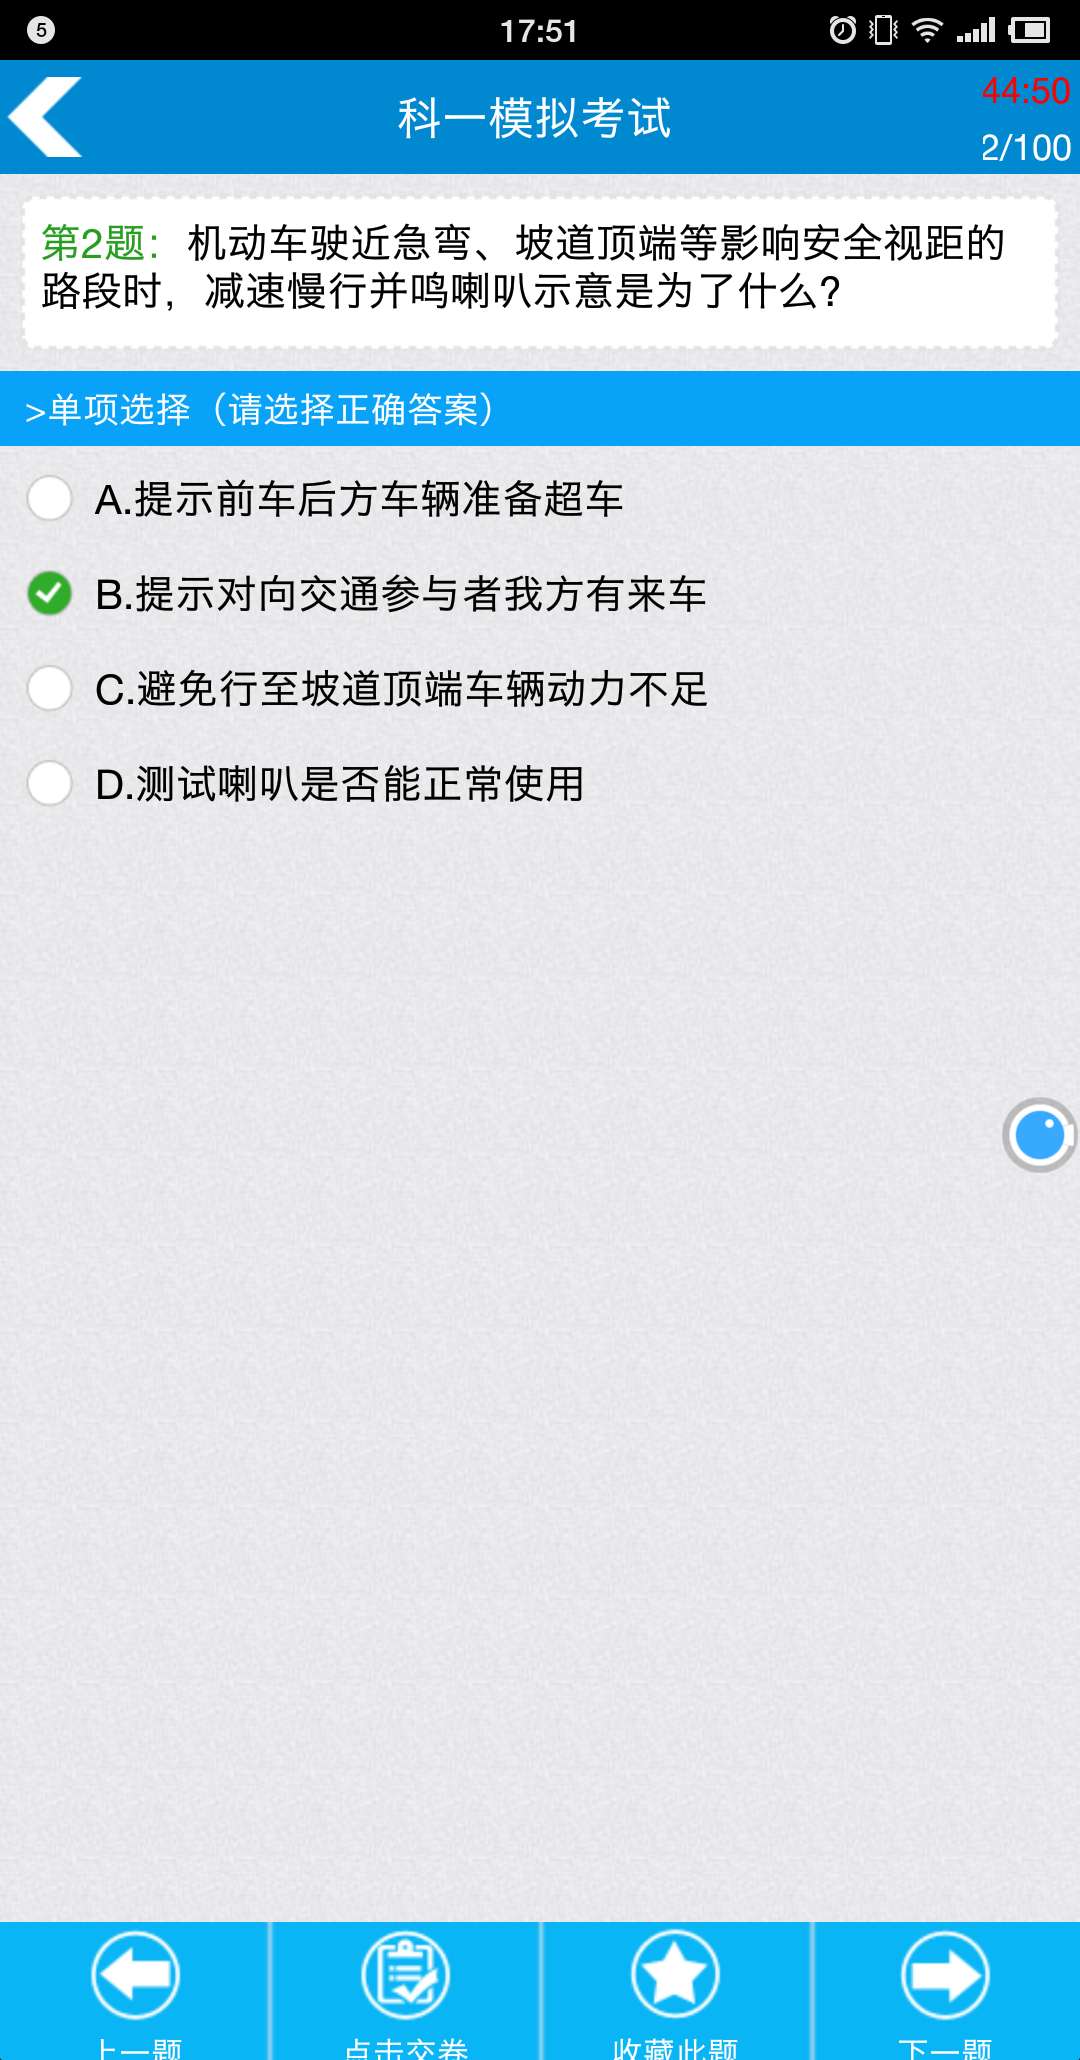 5
17:51
科一模拟考试
44:50
2/100
第2题：机动车驶近急弯、坡道顶端等影响安全视距的
路段时，减速慢行并鸣喇叭示意是为了什么?
>单项选择（请选择正确答案）
A.提示前车后方车辆准备超车
B.提示对向交通参与者我方有来车
C.避免行至坡道顶端车辆动力不足
D.测试喇叭是否能正常使用
上一题
点击交卷
收藏此题
下一题